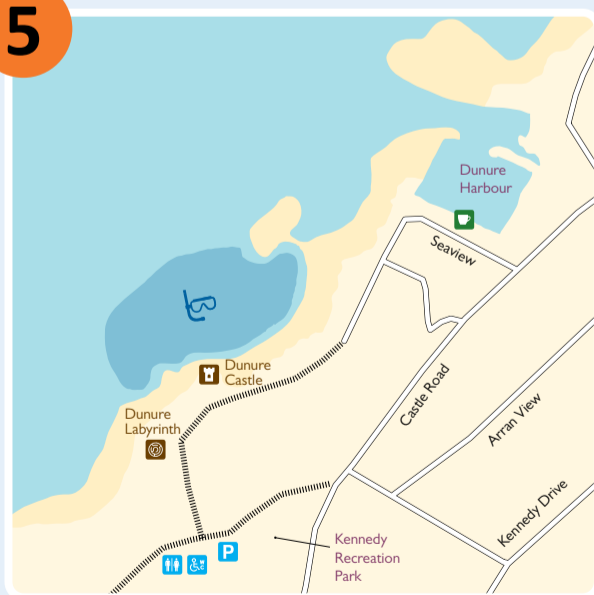 5
Dunure
Harbour
Seaview
Dunure
Castle
Dunure
Labyrinth
Castle Road
Arran View
Kennedy Drive
P
Kennedy
Recreation
Park